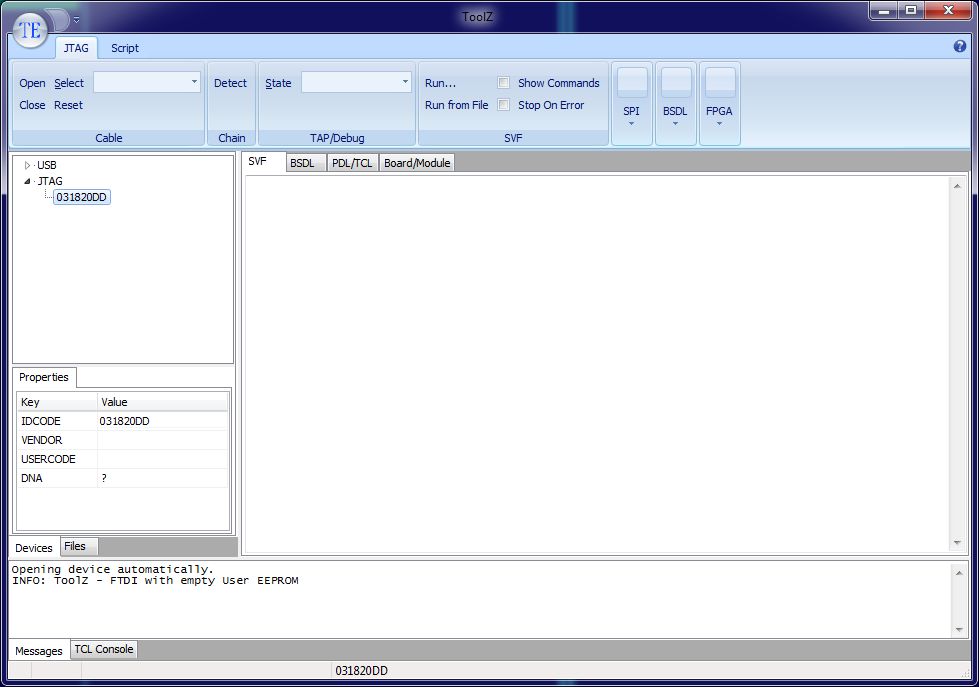 ToolZ
TE
JTAG Script
Open Select
Close Reset
Cable
Detect
Chain
State
TAP/Debug
Run... Show Commands
Run from File Stop On Error
SVF
SPI
BSDL
FPGA
USB
JTAG
031820DD
SVF BSDL PDL/TCL Board/Module
Properties
Key Value
IDCODE 031820DD
VENDOR
USERCODE
DNA ?
Devices Files
Opening device automatically.
INFO: ToolZ - FTDI with empty User EEPROM
Messages TCL Console
031820DD